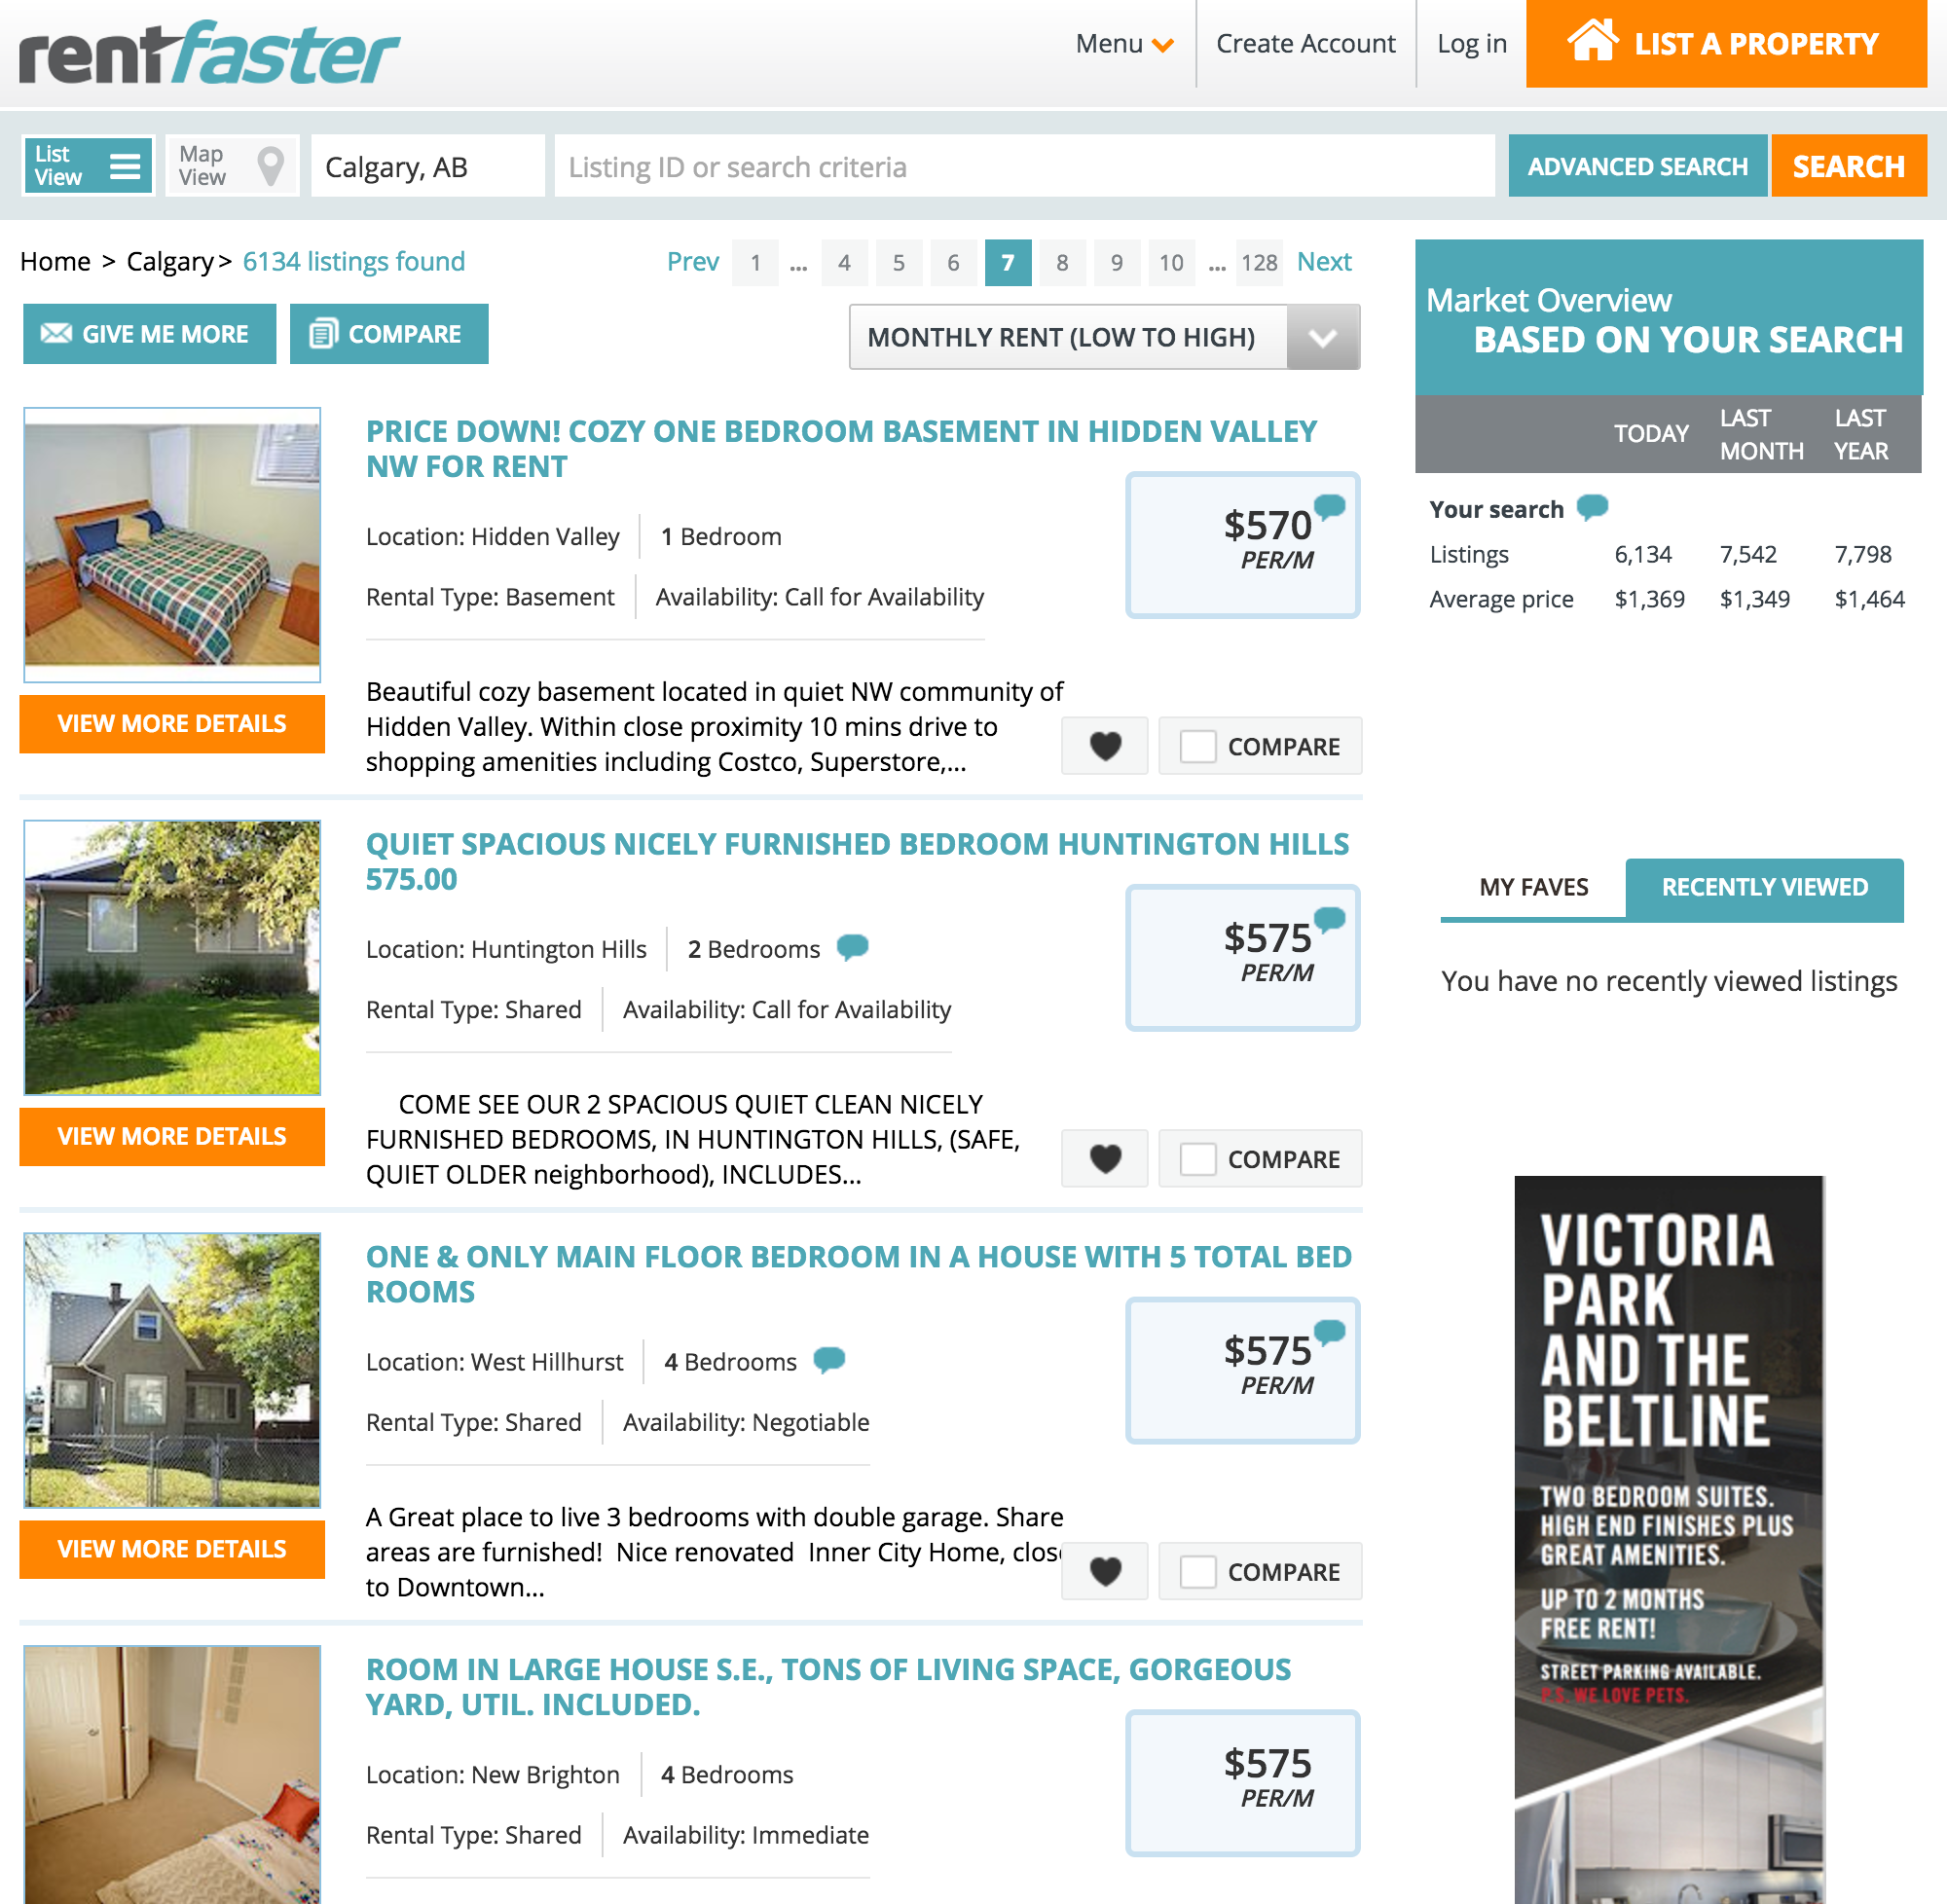 rentfaster
Menu
Create Account
Log in
LIST A PROPERTY
List
View
Map
View
Calgary, AB
Listing ID or search criteria
ADVANCED SEARCH
SEARCH
Home > Calgary > 6134 listings found
Prev 1 ... 4 5 6 7 8 9 10 ... 128 Next
GIVE ME MORE
COMPARE
MONTHLY RENT (LOW TO HIGH)
PRICE DOWN! COZY ONE BEDROOM BASEMENT IN HIDDEN VALLEY
NW FOR RENT
Location: Hidden Valley 1 Bedroom
Rental Type: Basement Availability: Call for Availability
$570
PER/M
Beautiful cozy basement located in quiet NW community of
Hidden Valley. Within close proximity 10 mins drive to
shopping amenities including Costco, Superstore,...
VIEW MORE DETAILS
COMPARE
QUIET SPACIOUS NICELY FURNISHED BEDROOM HUNTINGTON HILLS
575.00
Location: Huntington Hills 2 Bedrooms
Rental Type: Shared Availability: Call for Availability
$575
PER/M
COME SEE OUR 2 SPACIOUS QUIET CLEAN NICELY
FURNISHED BEDROOMS, IN HUNTINGTON HILLS, (SAFE,
QUIET OLDER neighborhood), INCLUDES...
VIEW MORE DETAILS
COMPARE
ONE & ONLY MAIN FLOOR BEDROOM IN A HOUSE WITH 5 TOTAL BED
ROOMS
Location: West Hillhurst 4 Bedrooms
Rental Type: Shared Availability: Negotiable
$575
PER/M
A Great place to live 3 bedrooms with double garage. Share
areas are furnished! Nice renovated Inner City Home, clos
to Downtown...
VIEW MORE DETAILS
COMPARE
ROOM IN LARGE HOUSE S.E., TONS OF LIVING SPACE, GORGEOUS
YARD, UTIL. INCLUDED.
Location: New Brighton 4 Bedrooms
Rental Type: Shared Availability: Immediate
$575
PER/M
Market Overview
BASED ON YOUR SEARCH
TODAY LAST MONTH LAST YEAR
Your search
Listings 6,134 7,542 7,798
Average price $1,369 $1,349 $1,464
MY FAVES
RECENTLY VIEWED
You have no recently viewed listings
VICTORIA
PARK
AND THE
BELTLINE
TWO BEDROOM SUITES.
HIGH END FINISHES PLUS
GREAT AMENITIES.
UP TO 2 MONTHS
FREE RENT!
STREET PARKING AVAILABLE.
P.S. WE LOVE PETS.